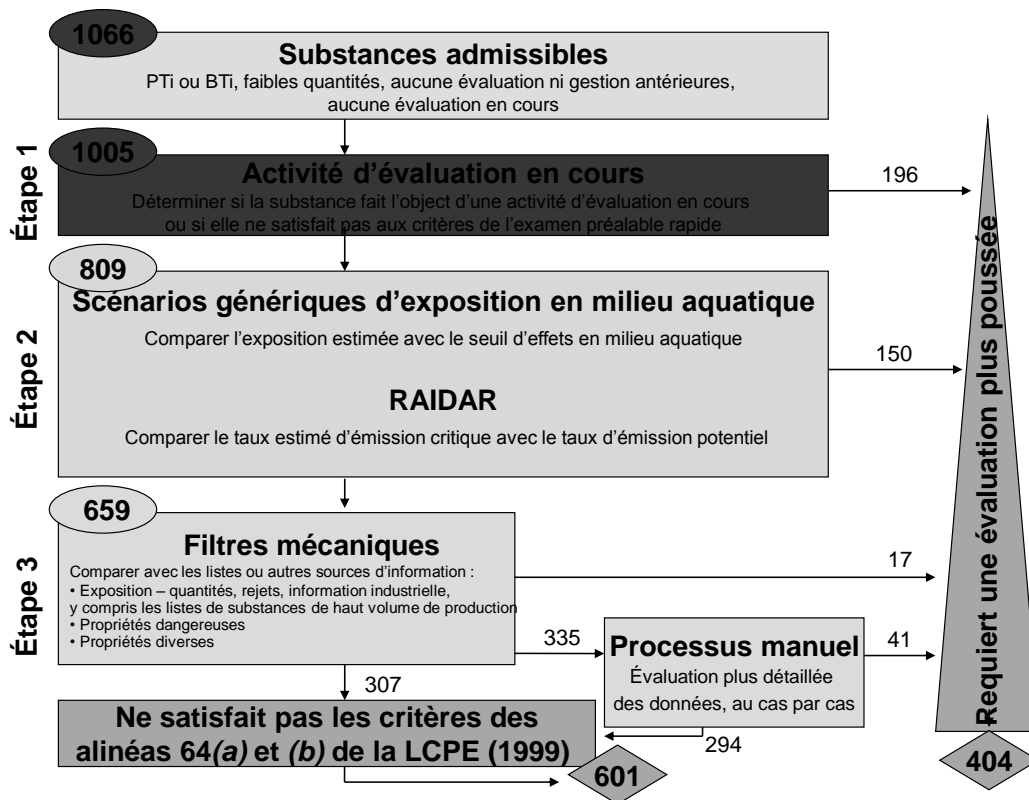 1066
Substances admissibles
PTi ou BTi, faibles quantités, aucune évaluation ni gestion antérieures,
aucune évaluation en cours
Étape 1
1005
Activité d'évaluation en cours
Déterminer si la substance fait l'object d'une activité d'évaluation en cours
ou si elle ne satisfait pas aux critères de l'examen préalable rapide
196
Étape 2
809
Scénarios génériques d'exposition en milieu aquatique
Comparer l'exposition estimée avec le seuil d'effets en milieu aquatique
150
RAIDAR
Comparer le taux estimé d'émission critique avec le taux d'émission potentiel
Étape 3
659
Filtres mécaniques
Comparer avec les listes ou autres sources d'information :
• Exposition – quantités, rejets, information industrielle,
y compris les listes de substances de haut volume de production
• Propriétés dangereuses
• Propriétés diverses
17
335
Processus manuel
Évaluation plus détaillée
des données, au cas par cas
41
307
294
Ne satisfait pas les critères des
alinéas 64(a) et (b) de la LCPE (1999)
601
Requiert une évaluation plus poussée
404